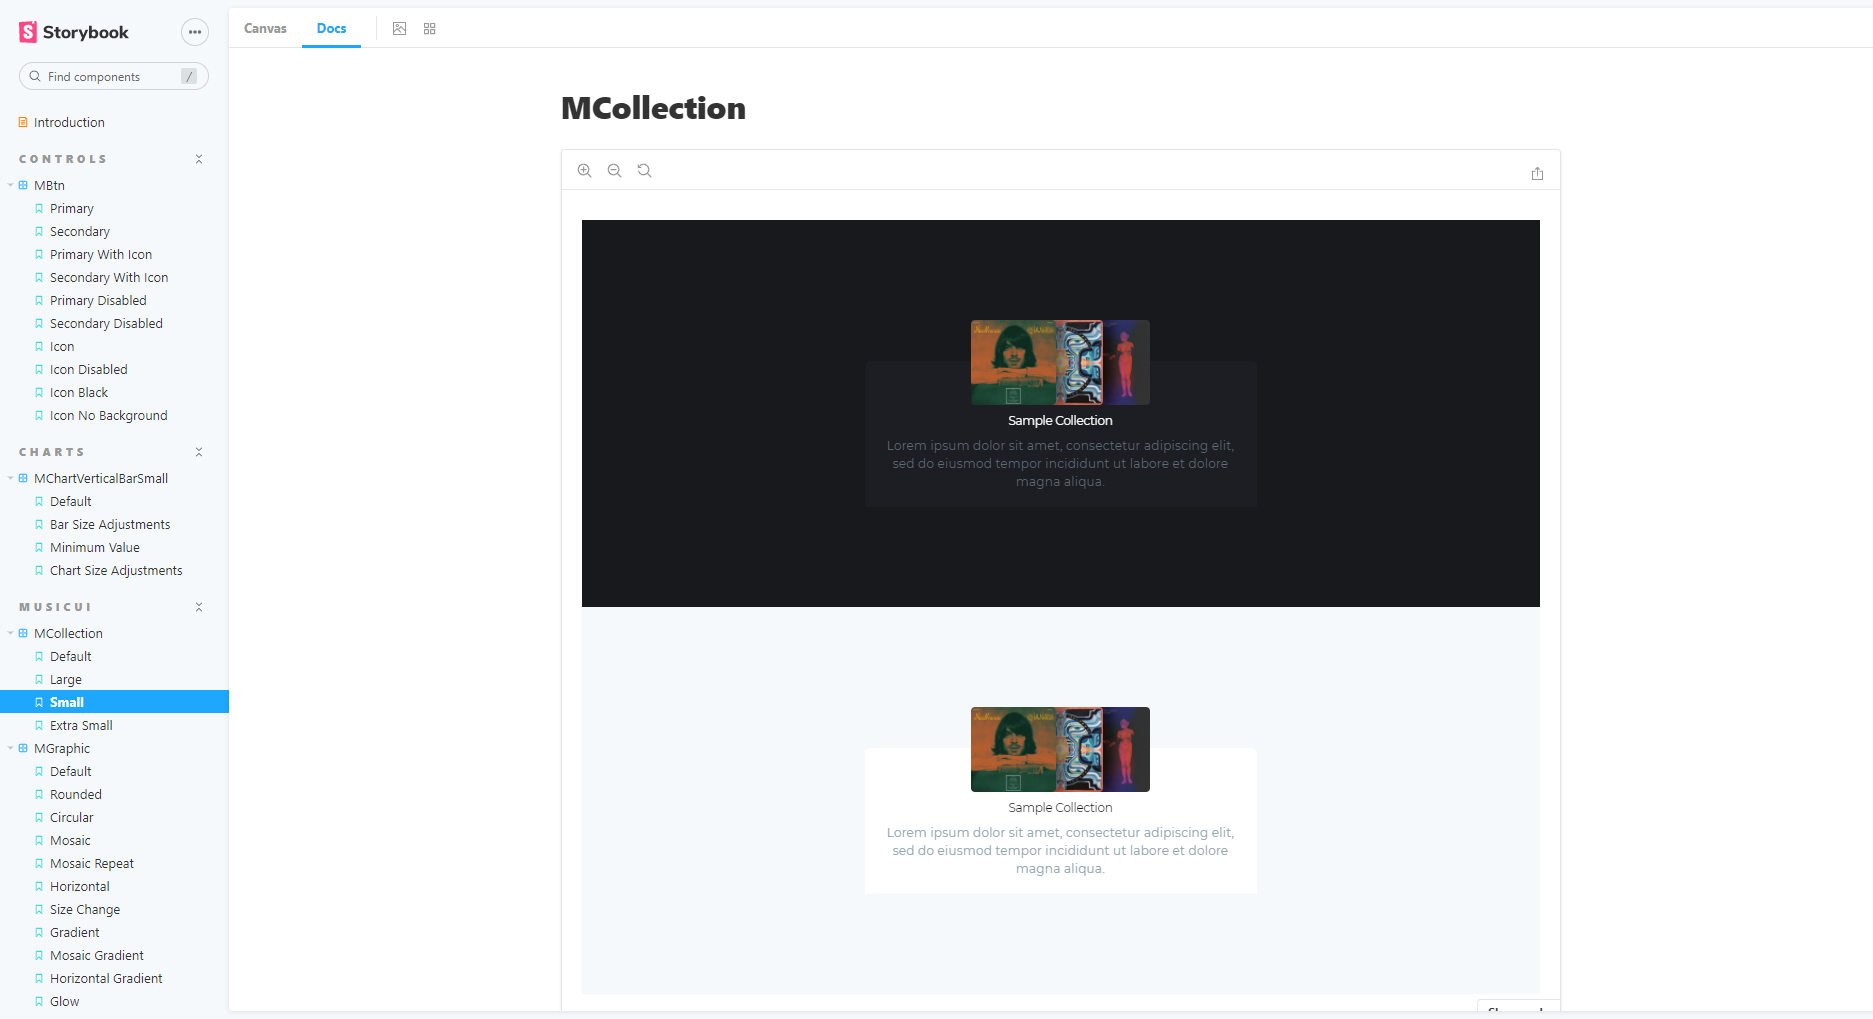 Storybook
Find components
/
Introduction
CONTROLS
MBtn
Primary
Secondary
Primary With Icon
Secondary With Icon
Primary Disabled
Secondary Disabled
Icon
Icon Disabled
Icon Black
Icon No Background
CHARTS
MChartVerticalBarSmall
Default
Bar Size Adjustments
Minimum Value
Chart Size Adjustments
MUSICUI
MCollection
Default
Large
Small
Extra Small
MGraphic
Default
Rounded
Circular
Mosaic
Mosaic Repeat
Horizontal
Size Change
Gradient
Mosaic Gradient
Horizontal Gradient
Glow
Canvas
Docs
MCollection
Sample Collection
Lorem ipsum dolor sit amet, consectetur adipiscing elit,
sed do eiusmod tempor incididunt ut labore et dolore
magna aliqua.
Sample Collection
Lorem ipsum dolor sit amet, consectetur adipiscing elit,
sed do eiusmod tempor incididunt ut labore et dolore
magna aliqua.